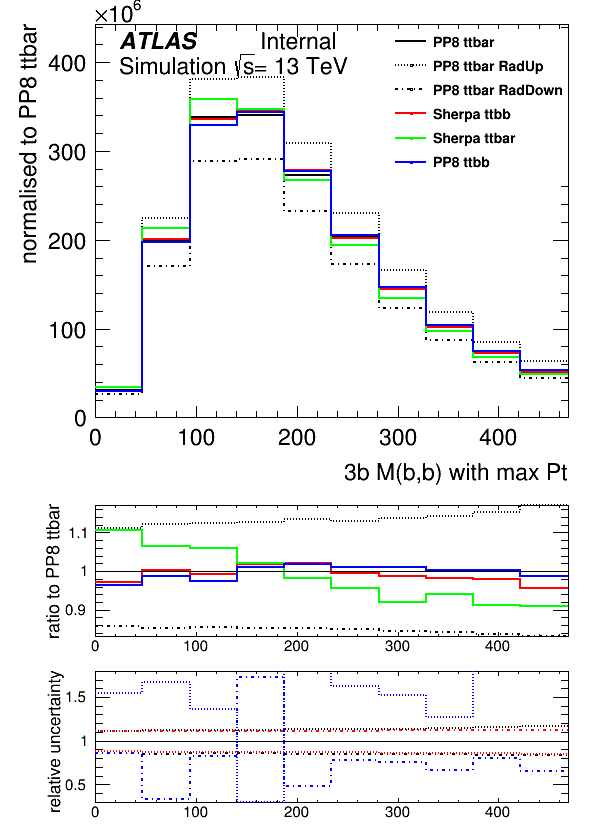 ×10⁶
ATLAS Internal
Simulation √s= 13 TeV
PP8 ttbar
PP8 ttbar RadUp
PP8 ttbar RadDown
Sherpa ttbb
Sherpa ttbar
PP8 ttbb
normalised to PP8 ttbar
400
300
200
100
0
0 100 200 300 400
3b M(b,b) with max Pt
ratio to PP8 ttbar
1.1
1
0.9
0 100 200 300 400
relative uncertainty
1.5
1
0.5
0 100 200 300 400